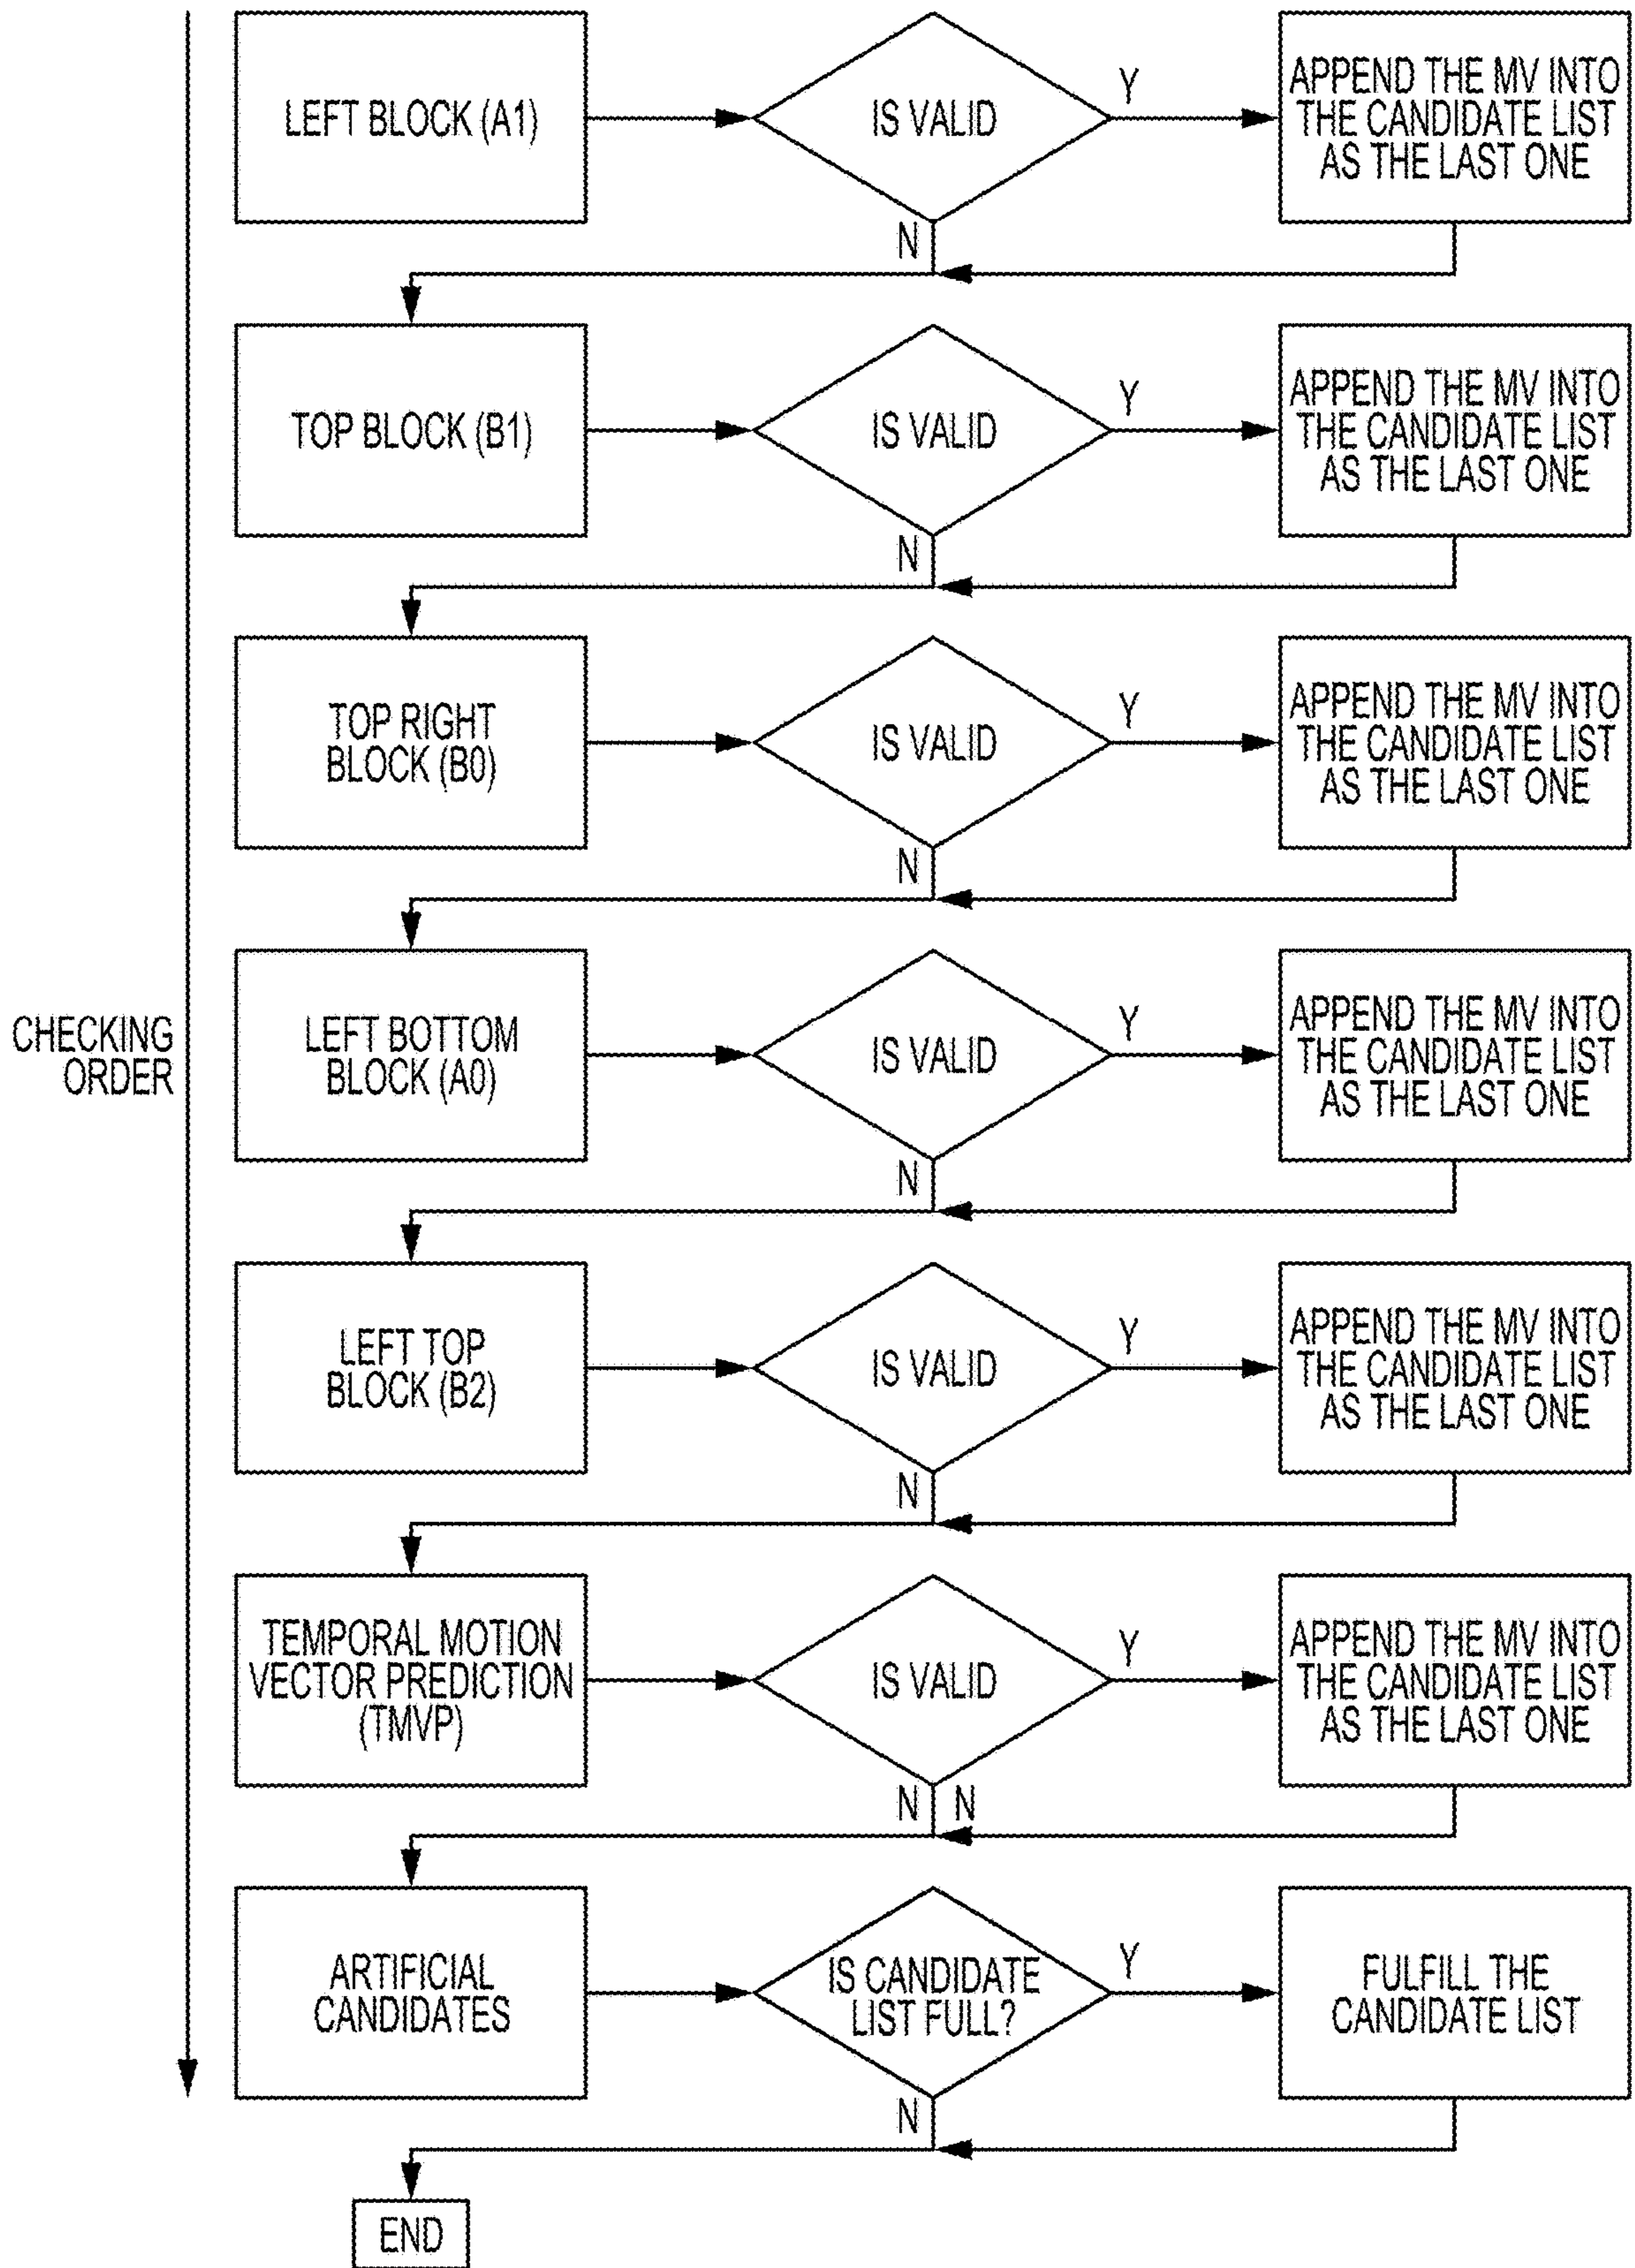 LEFT BLOCK (A1)
IS VALID
Y
APPEND THE MV INTO
THE CANDIDATE LIST
AS THE LAST ONE
N
TOP BLOCK (B1)
IS VALID
Y
APPEND THE MV INTO
THE CANDIDATE LIST
AS THE LAST ONE
N
TOP RIGHT
BLOCK (B0)
IS VALID
Y
APPEND THE MV INTO
THE CANDIDATE LIST
AS THE LAST ONE
N
CHECKING
ORDER
LEFT BOTTOM
BLOCK (A0)
IS VALID
Y
APPEND THE MV INTO
THE CANDIDATE LIST
AS THE LAST ONE
N
LEFT TOP
BLOCK (B2)
IS VALID
Y
APPEND THE MV INTO
THE CANDIDATE LIST
AS THE LAST ONE
N
TEMPORAL MOTION
VECTOR PREDICTION
(TMVP)
IS VALID
Y
APPEND THE MV INTO
THE CANDIDATE LIST
AS THE LAST ONE
N N
ARTIFICIAL
CANDIDATES
IS CANDIDATE
LIST FULL?
Y
FULFILL THE
CANDIDATE LIST
N
END